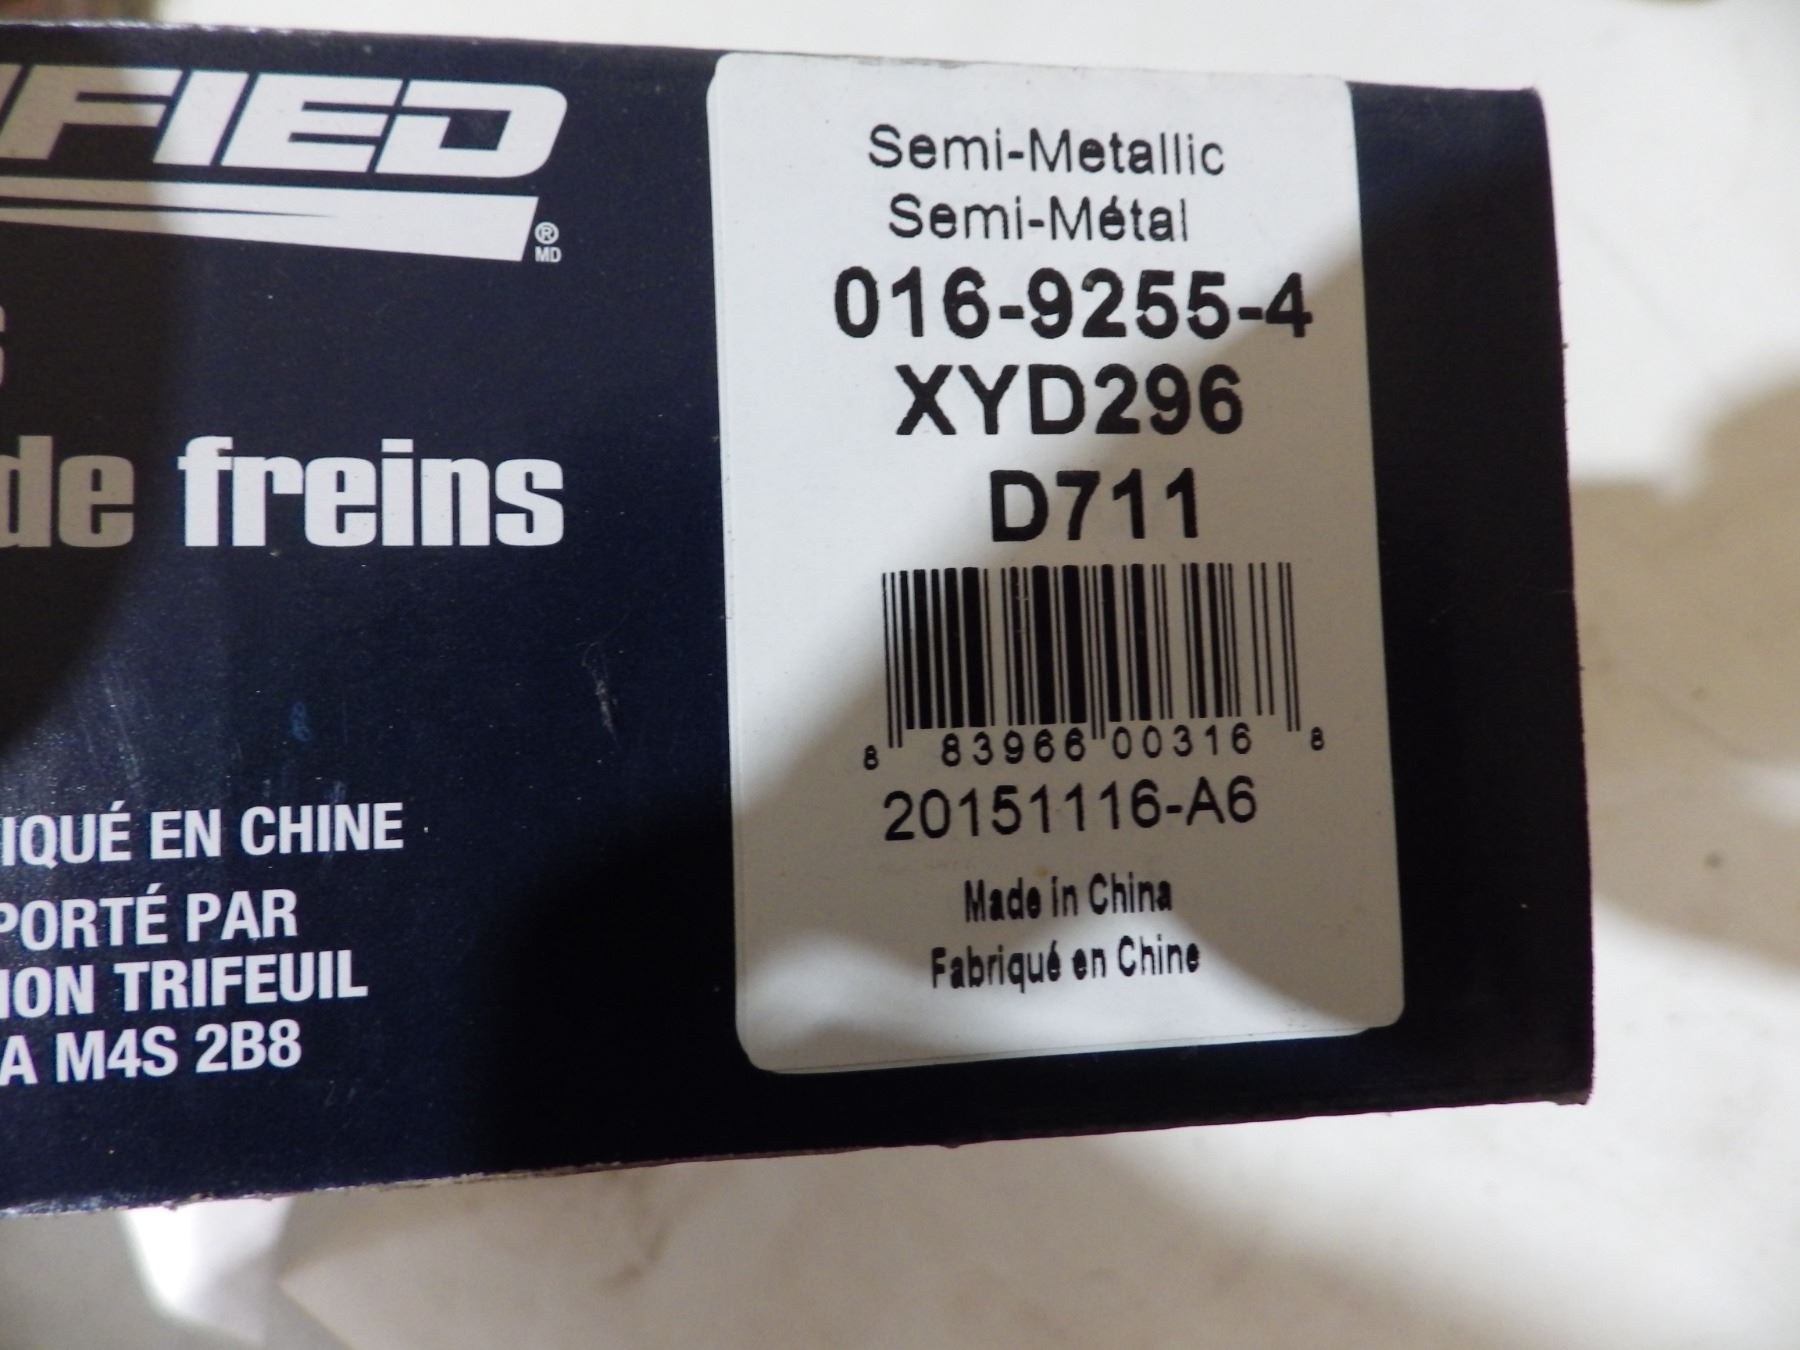 IFIED
® MD
S
de freins
IQUÉ EN CHINE
PORTÉ PAR
ION TRIFEUIL
A M4S 2B8
Semi-Metallic
Semi-Métal
016-9255-4
XYD296
D711
8 83966 00316 8
20151116-A6
Made in China
Fabriqué en Chine